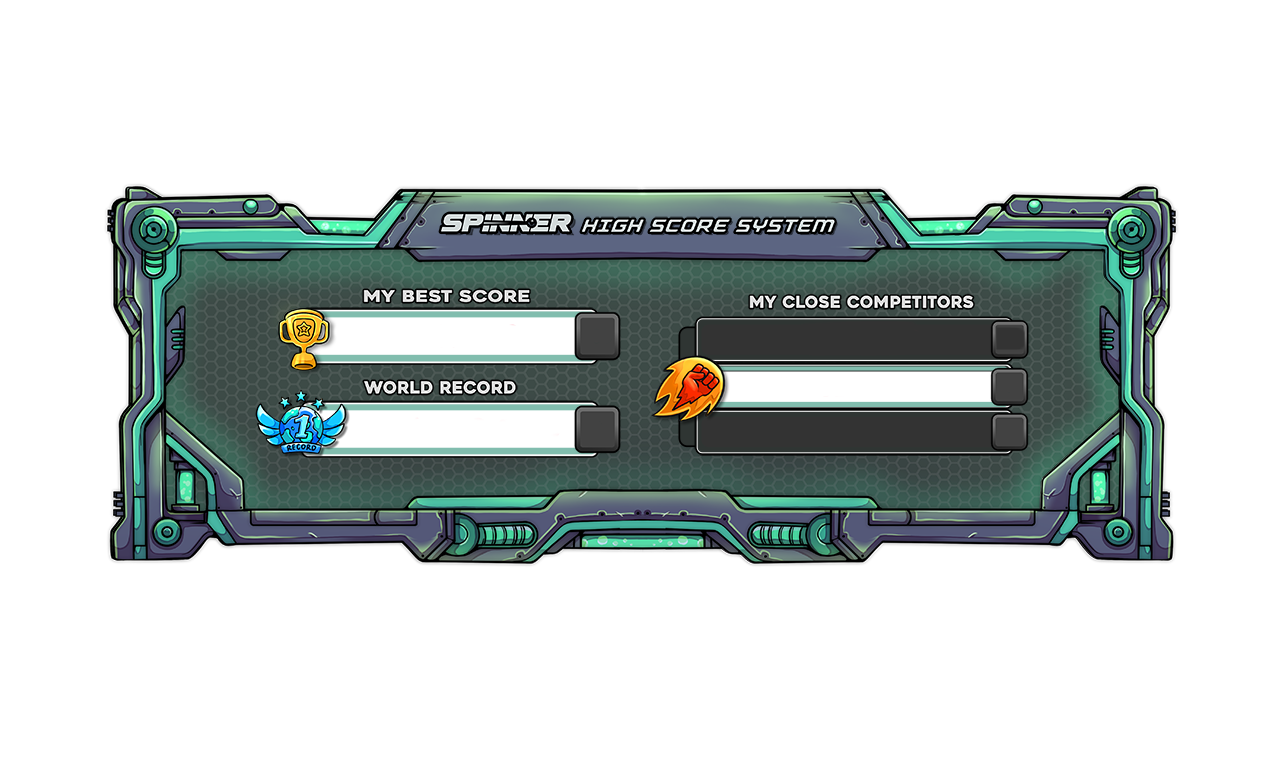 SPINNER HIGH SCORE SYSTEM
MY BEST SCORE
WORLD RECORD
1
RECORD
MY CLOSE COMPETITORS